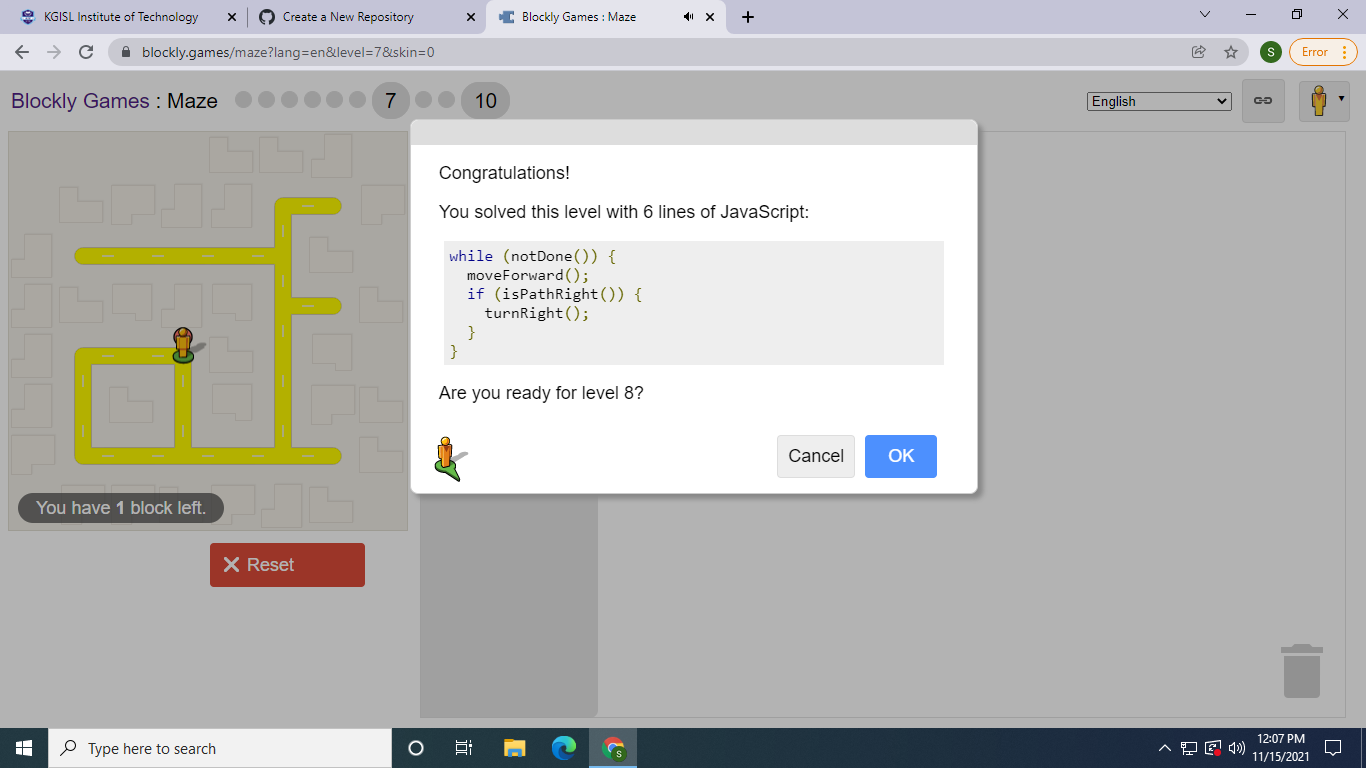 KGISL Institute of Technology
Create a New Repository
Blockly Games : Maze
blockly.games/maze?lang=en&level=7&skin=0
S
Error
Blockly Games : Maze
7
10
English
Congratulations!
You solved this level with 6 lines of JavaScript:
while (notDone()) {
moveForward();
if (isPathRight()) {
turnRight();
}
}
Are you ready for level 8?
Cancel
OK
You have 1 block left.
Reset
Type here to search
S
12:07 PM
11/15/2021